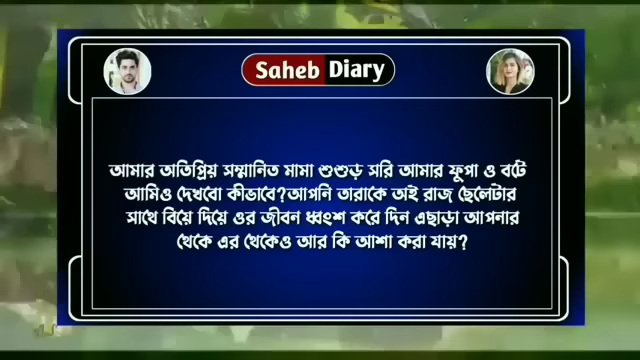 Saheb Diary
আমার অতিপ্রিয় সম্মানিত মামা শুশুড় সরি আমার ফুপা ও বটে
আমিও দেখবো কীভাবে?আপনি তারাকে অই রাজ ছেলেটার
সাথে বিয়ে দিয়ে ওর জীবন ধ্বংশ করে দিন এছাড়া আপনার
থেকে এর থেকেও আর কি আশা করা যায়?